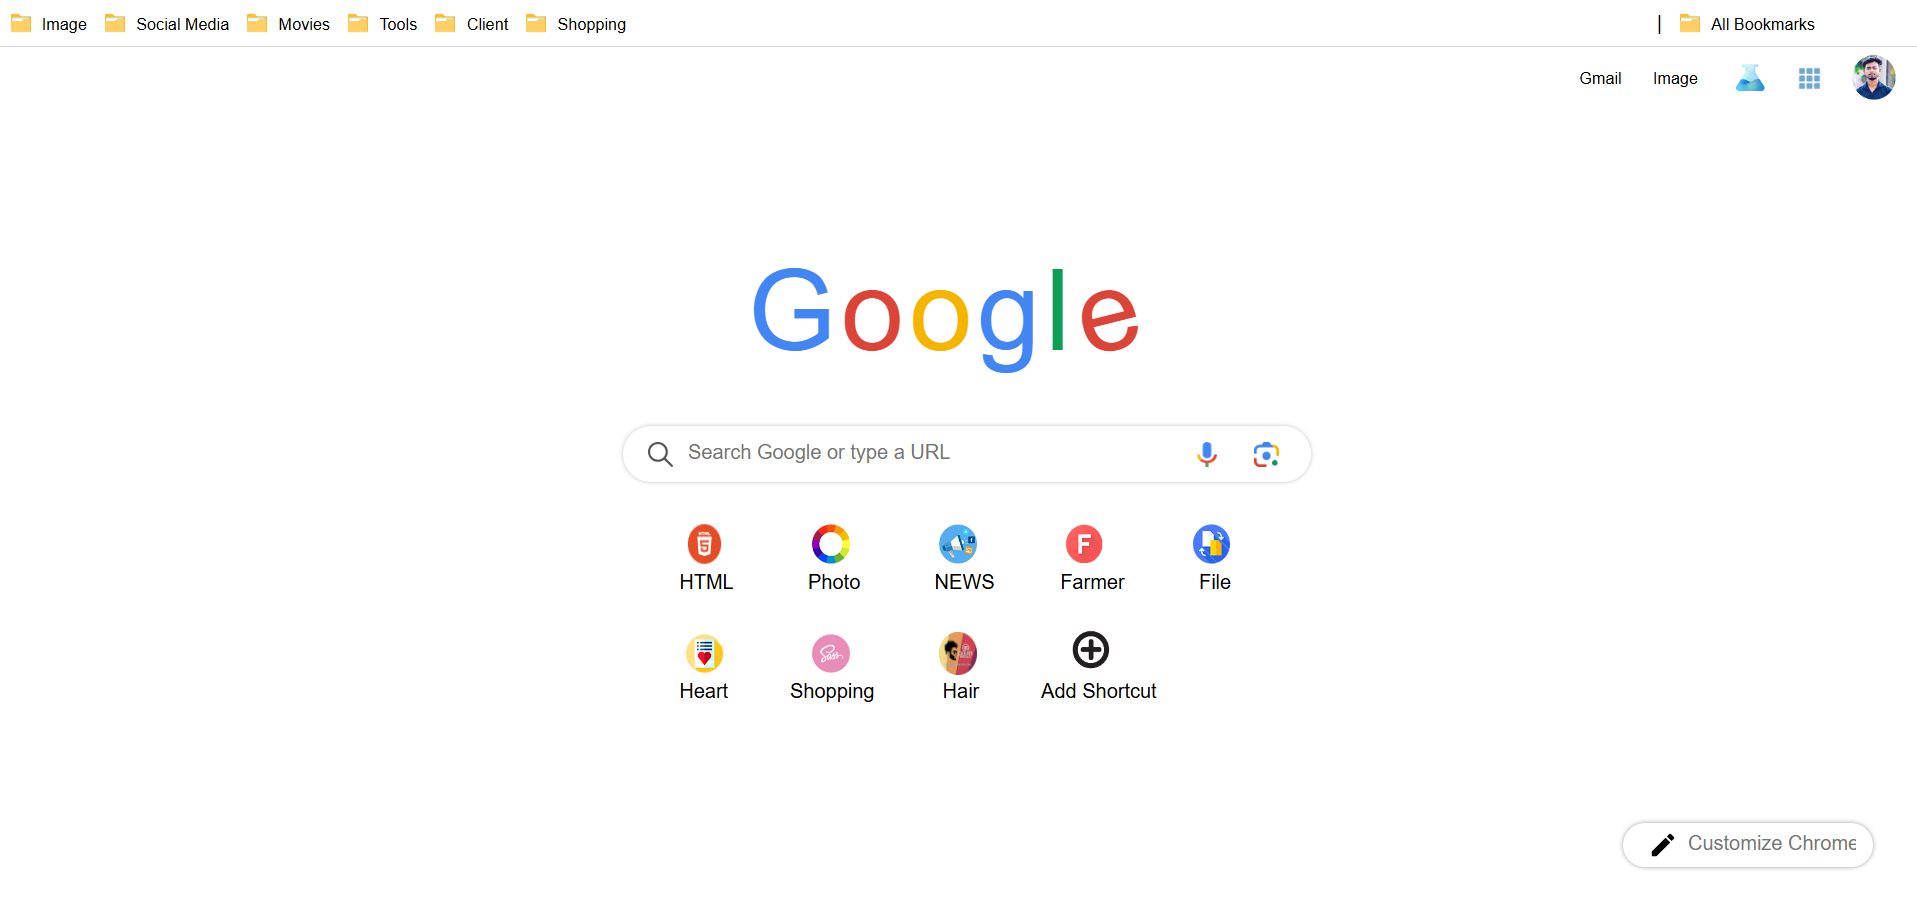 Image Social Media Movies Tools Client Shopping | All Bookmarks
Gmail Image
Google
Search Google or type a URL
HTML Photo NEWS Farmer File
Heart Shopping Hair Add Shortcut
Customize Chrome